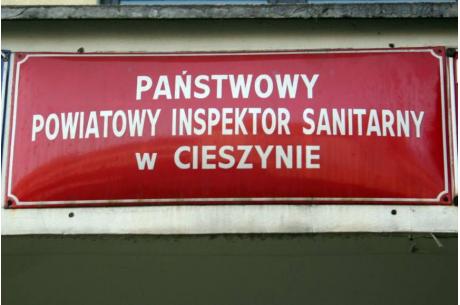 PAŃSTWOWY
POWIATOWY INSPEKTOR SANITARNY
w CIESZYNIE